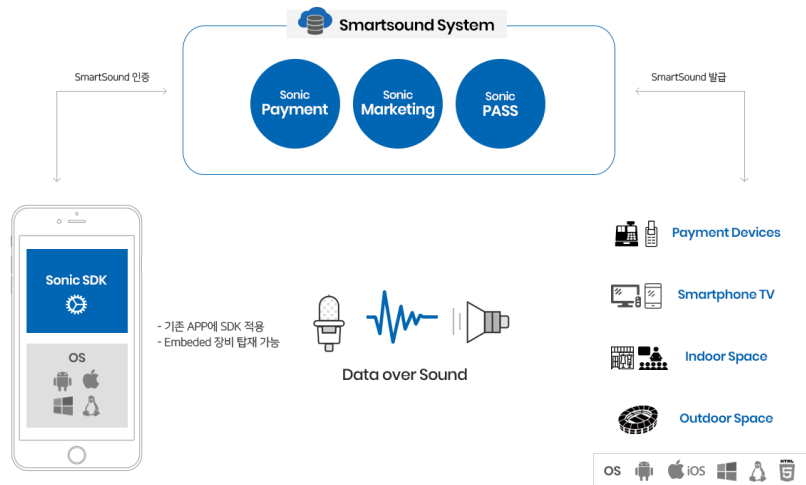 Smartsound System
SmartSound 인증
SmartSound 발급
Sonic
Payment
Sonic
Marketing
Sonic
PASS
Sonic SDK
OS
- 기존 APP에 SDK 적용
- Embeded 장비 탑재 가능
Data over Sound
Payment Devices
Smartphone TV
Indoor Space
Outdoor Space
OS
iOS
HTML
5